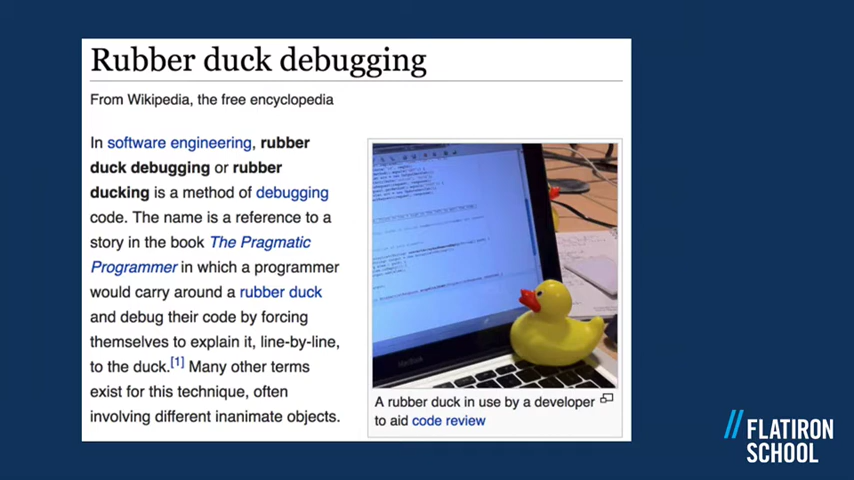 Rubber duck debugging
From Wikipedia, the free encyclopedia
In software engineering, rubber
duck debugging or rubber
ducking is a method of debugging
code. The name is a reference to a
story in the book The Pragmatic
Programmer in which a programmer
would carry around a rubber duck
and debug their code by forcing
themselves to explain it, line-by-line,
to the duck.[1] Many other terms
exist for this technique, often
involving different inanimate objects.
MacBook
A rubber duck in use by a developer
to aid code review
FLATIRON
SCHOOL